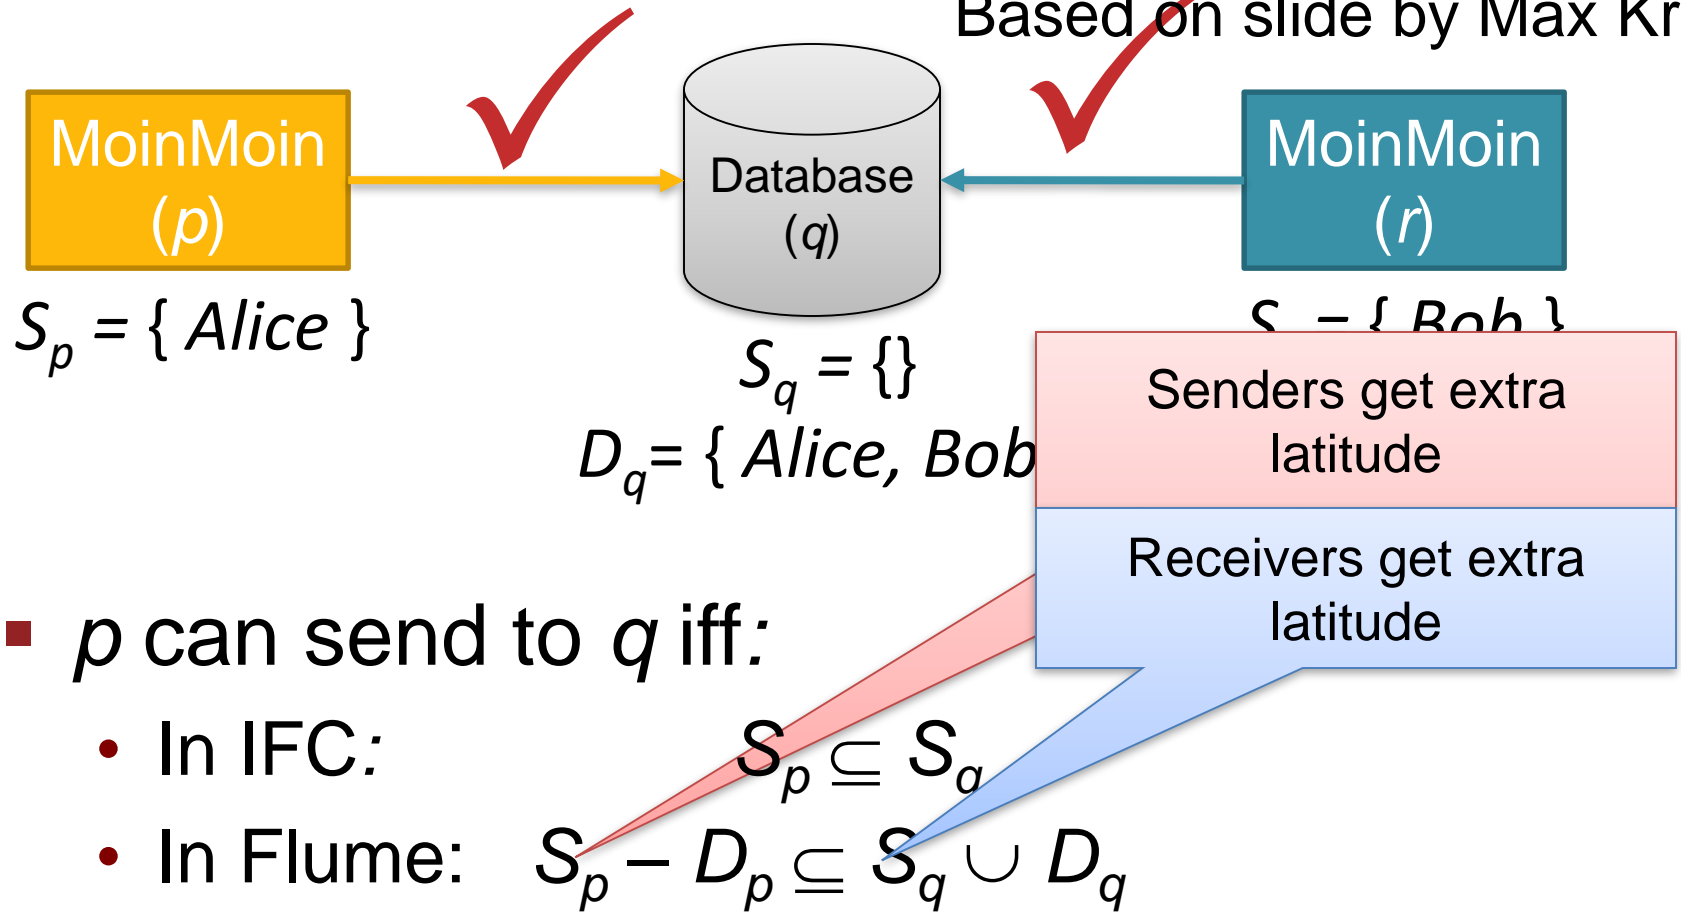 Based on slide by Max Kr
MoinMoin
(p)
Database
(q)
MoinMoin
(r)
Sp = { Alice }
Sq = {}
Dq= { Alice, Bob
S = { Bob }
Senders get extra
latitude
Receivers get extra
latitude
▪ p can send to q iff:
• In IFC: Sp ⊆ Sq
• In Flume: Sp – Dp ⊆ Sq ∪ Dq